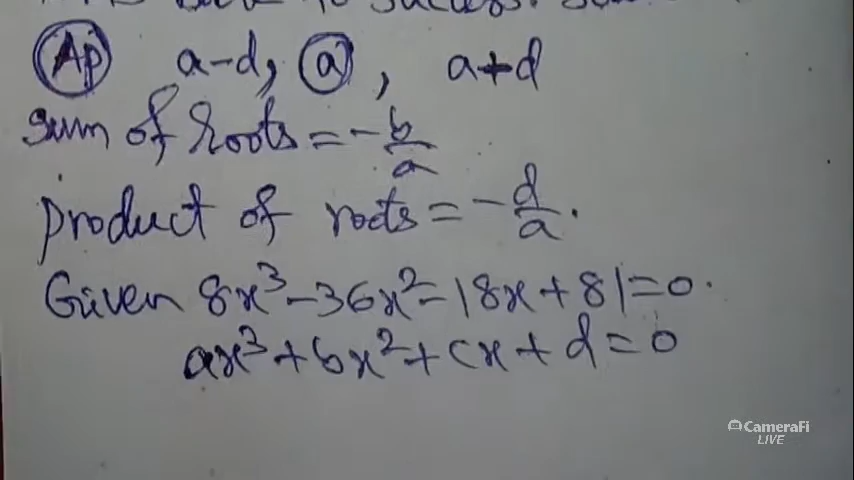 Ap a-d, a, a+d
Sum of roots = -b/a
product of roots = -d/a.
Given 8x³-36x²-18x+81=0.
ax³+bx²+cx+d=0
CameraFi
LIVE